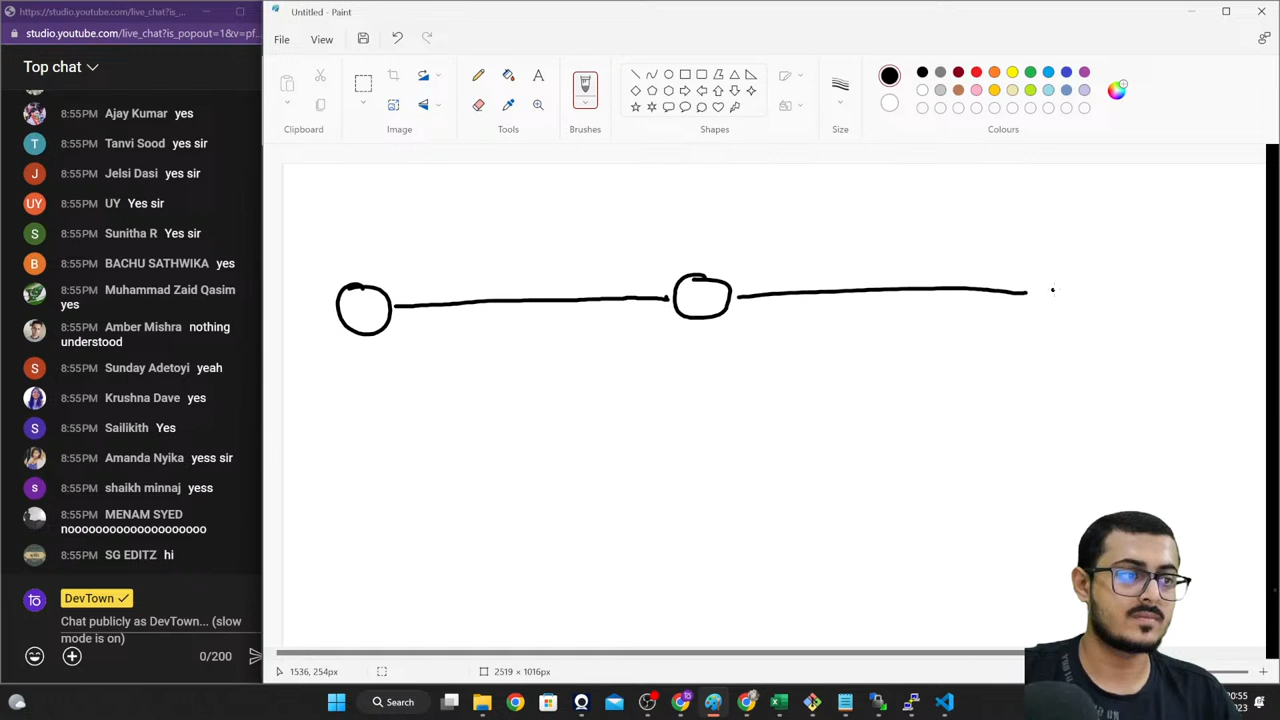 https://studio.youtube.com/live_chat?is_...
studio.youtube.com/live_chat?is_popout=1&v=pf...
Top chat
8:55PM Ajay Kumar yes
T 8:55PM Tanvi Sood yes sir
J 8:55PM Jelsi Dasi yes sir
UY 8:55PM UY Yes sir
S 8:55PM Sunitha R Yes sir
B 8:55PM BACHU SATHWIKA yes
8:55PM Muhammad Zaid Qasim
yes
8:55PM Amber Mishra nothing
understood
S 8:55PM Sunday Adetoyi yeah
8:55PM Krushna Dave yes
S 8:55PM Sailikith Yes
8:55PM Amanda Nyika yess sir
s 8:55PM shaikh minnaj yess
8:55PM MENAM SYED
nooooooooooooooooooo
8:55PM SG EDITZ hi
DevTown
Chat publicly as DevTown... (slow
mode is on)
0/200
Untitled - Paint
File View
Clipboard Image Tools Brushes Shapes Size Colours
1536, 254px 2519 × 1016px
Search
20:55